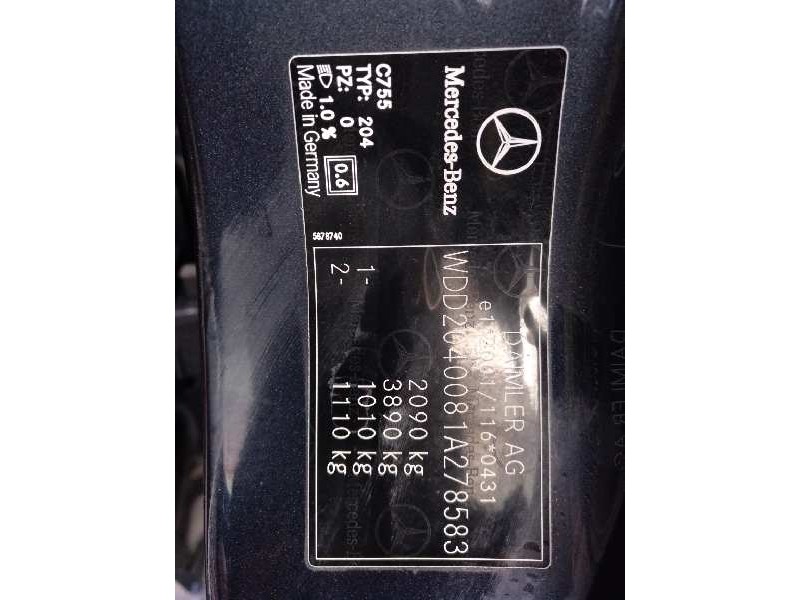 Mercedes-Benz
C755
TYP: 204
PZ: 0
1.0 %
0.6
Made in Germany
5878740
DAIMLER AG
e1*2001/116*0431
WDD2040081A278583
2090 kg
3890 kg
1- 1010 kg
2- 1110 kg